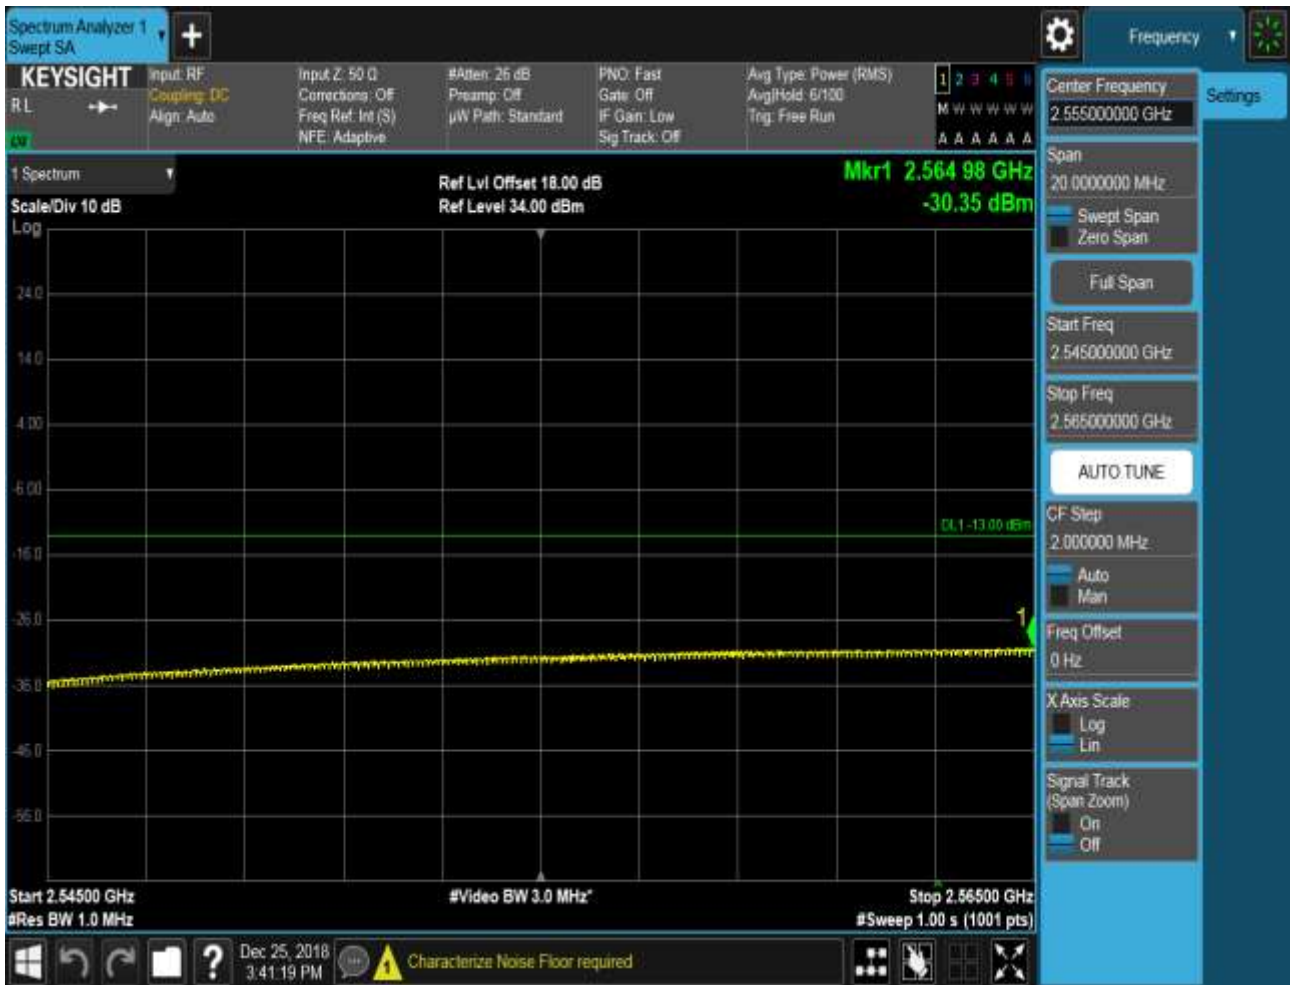 Spectrum Analyzer 1
Swept SA
Frequency
KEYSIGHT
RL
Input: RF
Coupling: DC
Align: Auto
Input Z: 50 Ω
Corrections: Off
Freq Ref: Int (S)
NFE: Adaptive
#Atten: 26 dB
Preamp: Off
µW Path: Standard
PNO: Fast
Gate: Off
IF Gain: Low
Sig Track: Off
Avg Type: Power (RMS)
Avg|Hold: 6/100
Trig: Free Run
1 2 3 4 5 6
M W W W W W
A A A A A A
1 Spectrum
Scale/Div 10 dB
Log
Ref Lvl Offset 18.00 dB
Ref Level 34.00 dBm
Mkr1 2.564 98 GHz
-30.35 dBm
24.0
14.0
4.00
-6.00
-16.0
-26.0
-36.0
-46.0
-56.0
DL1 -13.00 dBm
1
Start 2.54500 GHz
#Res BW 1.0 MHz
#Video BW 3.0 MHz*
Stop 2.56500 GHz
#Sweep 1.00 s (1001 pts)
Center Frequency
2.555000000 GHz
Settings
Span
20.0000000 MHz
Swept Span
Zero Span
Full Span
Start Freq
2.545000000 GHz
Stop Freq
2.565000000 GHz
AUTO TUNE
CF Step
2.000000 MHz
Auto
Man
Freq Offset
0 Hz
X Axis Scale
Log
Lin
Signal Track
(Span Zoom)
On
Off
?
Dec 25, 2018
3:41:19 PM
1
Characterize Noise Floor required